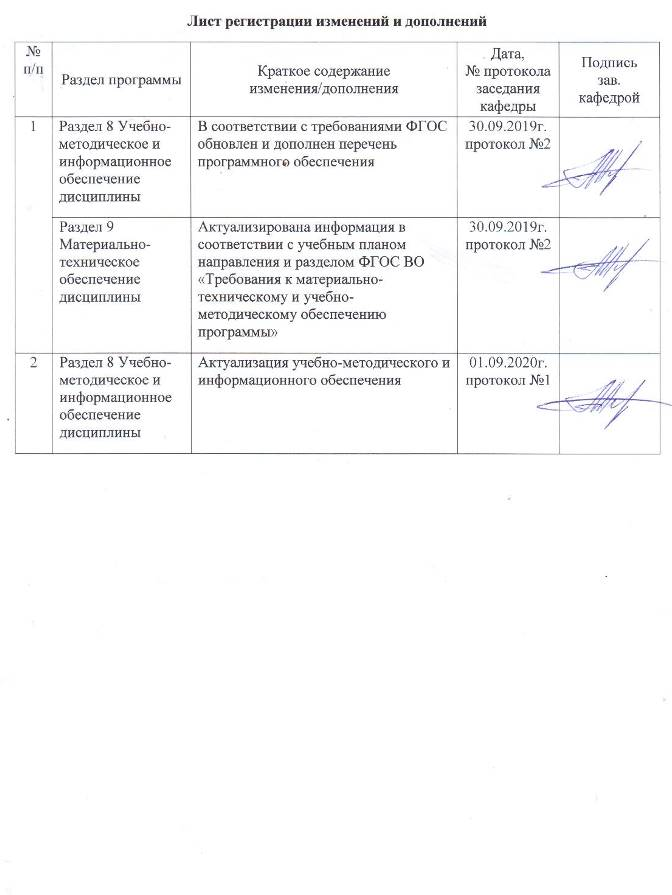 Лист регистрации изменений и дополнений
№
п/п
Раздел программы
Краткое содержание
изменения/дополнения
Дата,
№ протокола
заседания
кафедры
Подпись
зав.
кафедрой
1
Раздел 8 Учебно-
методическое и
информационное
обеспечение
дисциплины
В соответствии с требованиями ФГОС
обновлен и дополнен перечень
программного обеспечения
30.09.2019г.
протокол №2
Раздел 9
Материально-
техническое
обеспечение
дисциплины
Актуализирована информация в
соответствии с учебным планом
направления и разделом ФГОС ВО
«Требования к материально-
техническому и учебно-
методическому обеспечению
программы»
30.09.2019г.
протокол №2
2
Раздел 8 Учебно-
методическое и
информационное
обеспечение
дисциплины
Актуализация учебно-методического и
информационного обеспечения
01.09.2020г.
протокол №1